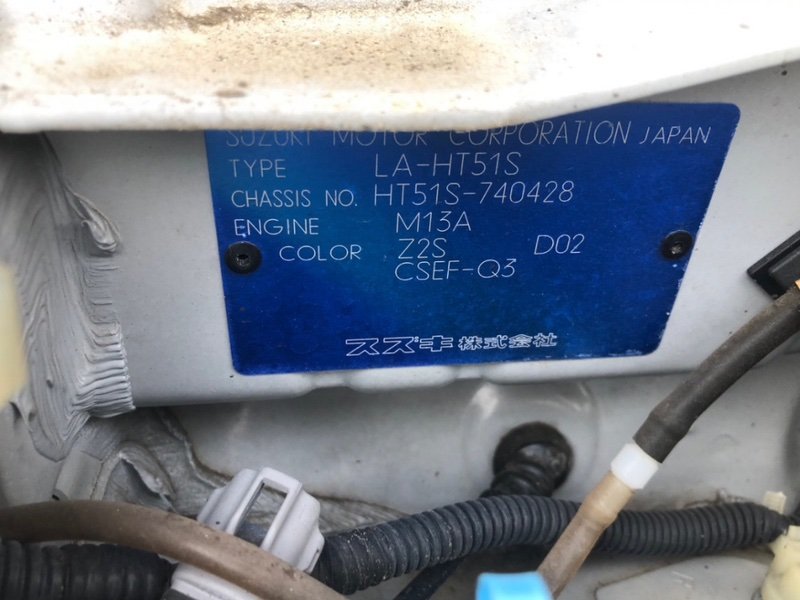 SUZUKI MOTOR CORPORATION JAPAN
TYPE LA-HT51S
CHASSIS NO. HT51S-740428
ENGINE M13A
COLOR Z2S D02
CSEF-Q3
スズキ株式会社